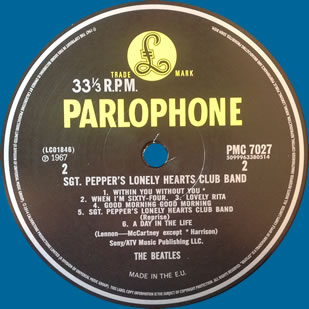 £
TRADE MARK
33⅓ R.P.M.
PARLOPHONE
(LC01846)
℗ 1967
2
PMC 7027
5099963380514
2
SGT. PEPPER'S LONELY HEARTS CLUB BAND
1. WITHIN YOU WITHOUT YOU *
2. WHEN I'M SIXTY-FOUR. 3. LOVELY RITA
4. GOOD MORNING GOOD MORNING
5. SGT. PEPPER'S LONELY HEARTS CLUB BAND
(Reprise)
6. A DAY IN THE LIFE
(Lennon—McCartney except * Harrison)
Sony/ATV Music Publishing LLC.
THE BEATLES
MADE IN THE E.U.